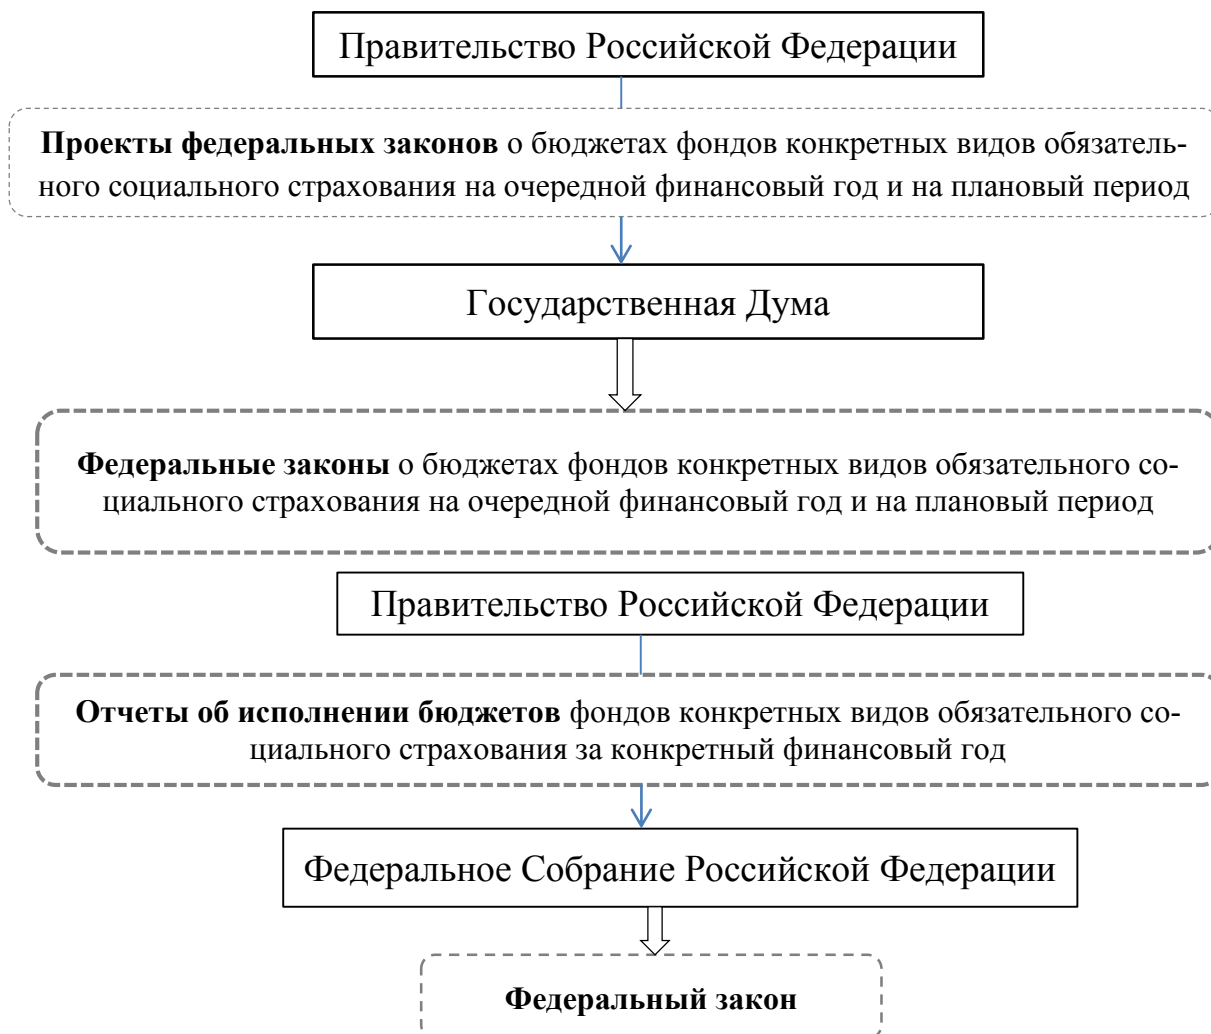 Правительство Российской Федерации
Проекты федеральных законов о бюджетах фондов конкретных видов обязатель-
ного социального страхования на очередной финансовый год и на плановый период
Государственная Дума
Федеральные законы о бюджетах фондов конкретных видов обязательного со-
циального страхования на очередной финансовый год и на плановый период
Правительство Российской Федерации
Отчеты об исполнении бюджетов фондов конкретных видов обязательного со-
циального страхования за конкретный финансовый год
Федеральное Собрание Российской Федерации
Федеральный закон